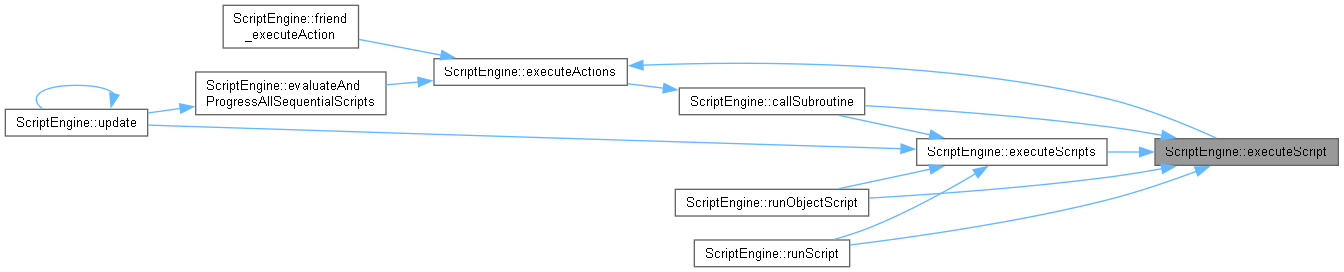 ScriptEngine::friend
_executeAction
ScriptEngine::executeActions
ScriptEngine::evaluateAnd
ProgressAllSequentialScripts
ScriptEngine::callSubroutine
ScriptEngine::update
ScriptEngine::executeScripts
ScriptEngine::executeScript
ScriptEngine::runObjectScript
ScriptEngine::runScript